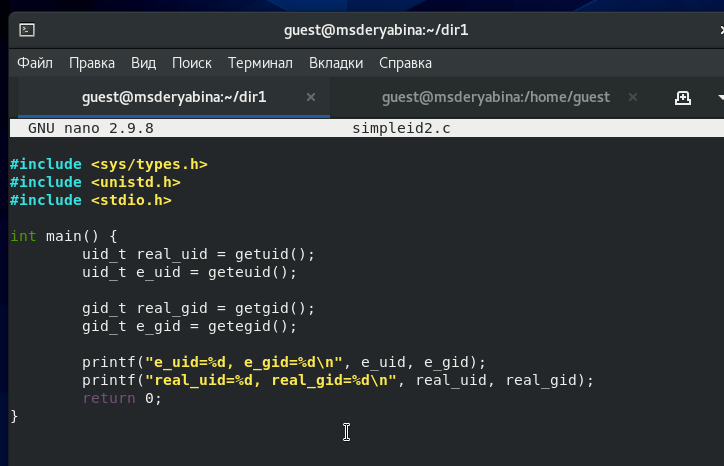 guest@msderyabina:~/dir1
Файл Правка Вид Поиск Терминал Вкладки Справка
guest@msderyabina:~/dir1 × guest@msderyabina:/home/guest ×
GNU nano 2.9.8 simpleid2.c
#include <sys/types.h>
#include <unistd.h>
#include <stdio.h>
int main() {
        uid_t real_uid = getuid();
        uid_t e_uid = geteuid();
        gid_t real_gid = getgid();
        gid_t e_gid = getegid();
        printf("e_uid=%d, e_gid=%d\n", e_uid, e_gid);
        printf("real_uid=%d, real_gid=%d\n", real_uid, real_gid);
        return 0;
}